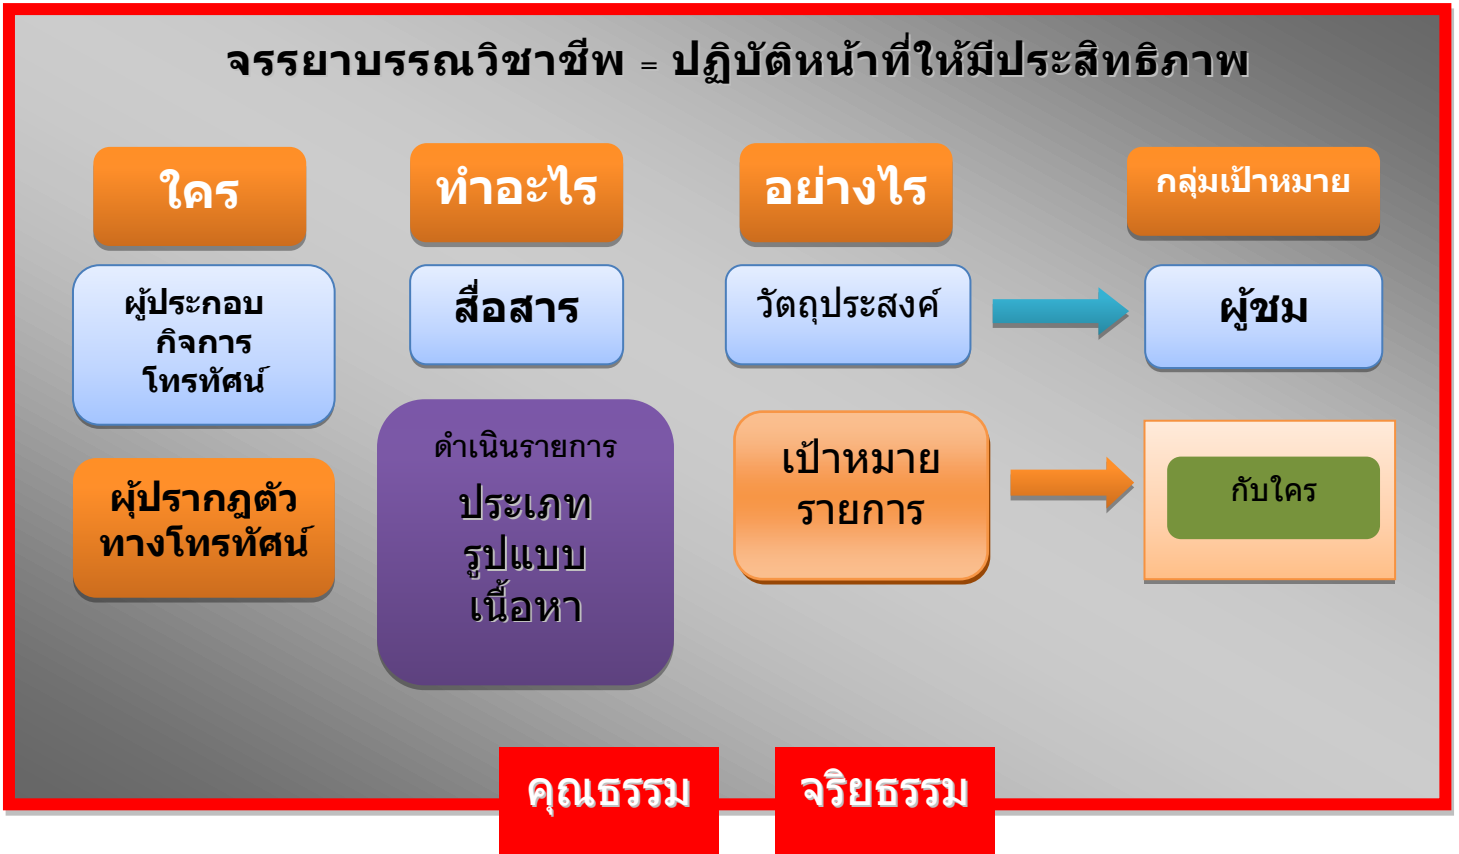 จรรยาบรรณวิชาชีพ = ปฏิบัติหน้าที่ให้มีประสิทธิภาพ
ใคร
ทำอะไร
อย่างไร
กลุ่มเป้าหมาย
ผู้ประกอบ
กิจการ
โทรทัศน์
สื่อสาร
วัตถุประสงค์
ผู้ชม
ผุ้ปรากฎตัว
ทางโทรทัศน์
ดำเนินรายการ
ประเภท
รูปแบบ
เนื้อหา
เป้าหมาย
รายการ
กับใคร
คุณธรรม
จริยธรรม